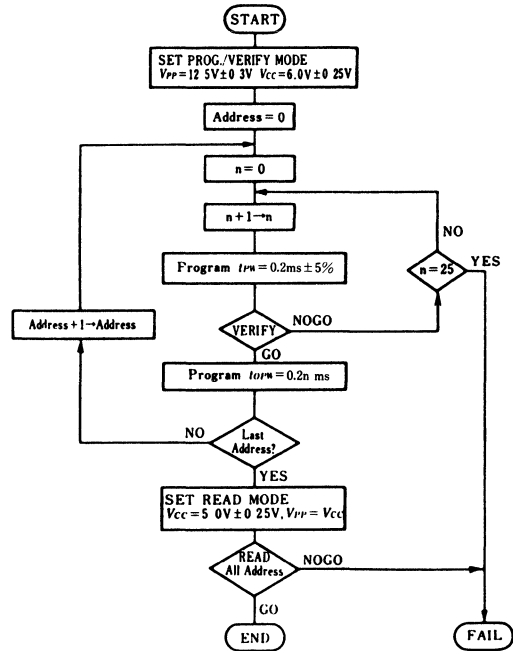 START
SET PROG./VERIFY MODE
VPP=12 5V±0 3V VCC=6.0V±0 25V
Address=0
n=0
n+1→n
NO
YES
Program tPW=0.2ms±5%
n=25
Address+1→Address
VERIFY
NOGO
GO
Program tOPW=0.2n ms
NO
Last
Address?
YES
SET READ MODE
VCC=5 0V±0 25V, VPP=VCC
READ
All Address
NOGO
GO
END
FAIL